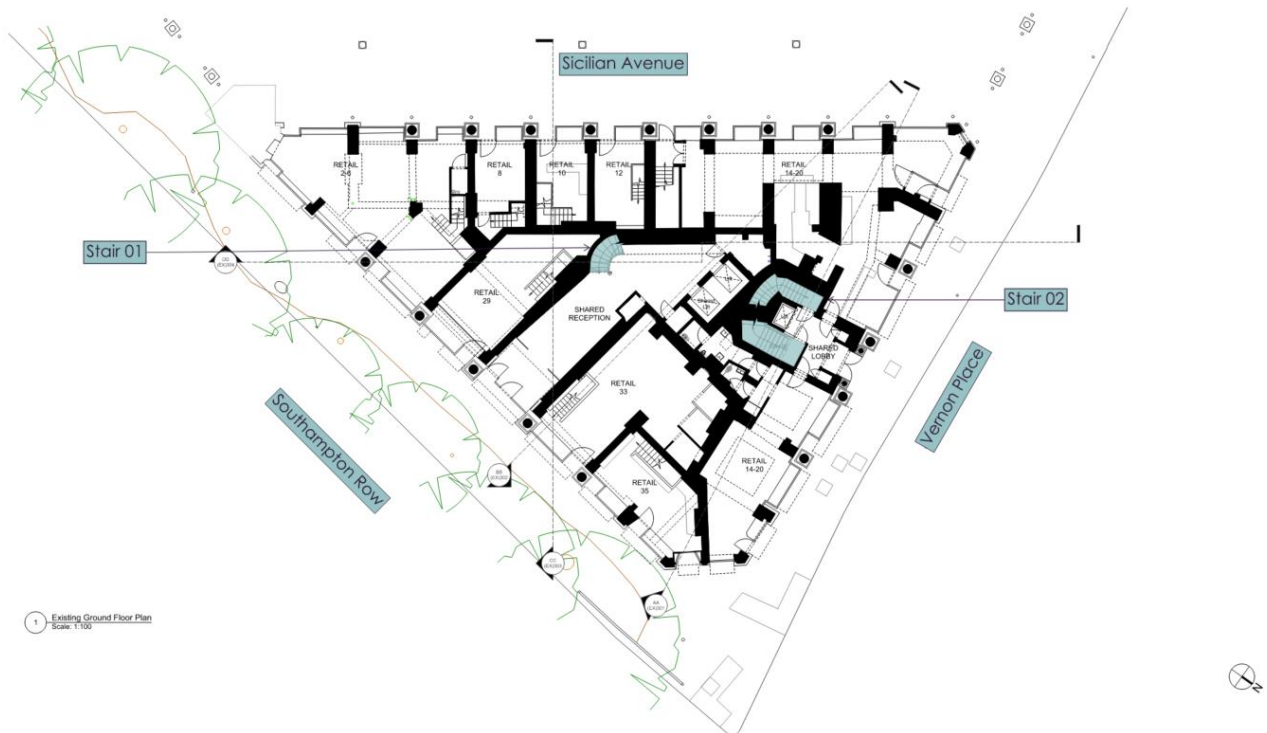 Sicilian Avenue
RETAIL
2-6
RETAIL
8
RETAIL
10
RETAIL
12
RETAIL
14-20
Stair 01
Stair 02
RETAIL
29
SHARED
RECEPTION
SHARED
LOBBY
RETAIL
33
RETAIL
14-20
RETAIL
35
Southampton Row
Vernon Place
CC
AA
1
Existing Ground Floor Plan
Scale: 1:100
N